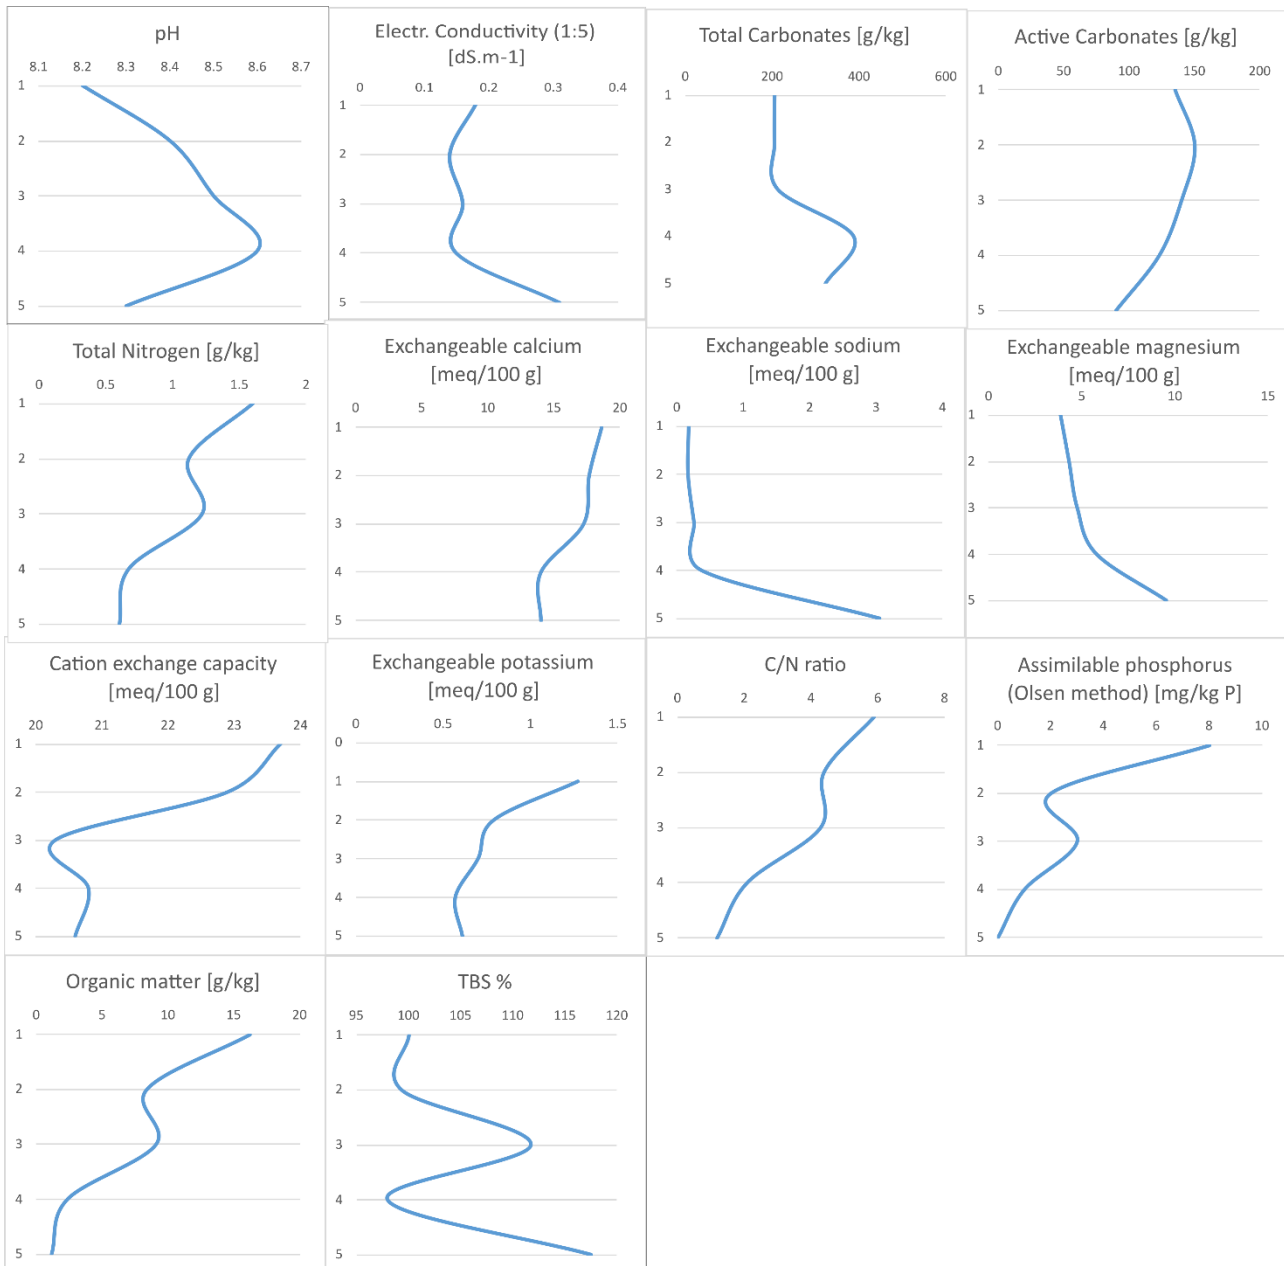 pH
8.1 8.2 8.3 8.4 8.5 8.6 8.7
1
2
3
4
5
Electr. Conductivity (1:5)
[dS.m-1]
0 0.1 0.2 0.3 0.4
1
2
3
4
5
Total Carbonates [g/kg]
0 200 400 600
1
2
3
4
5
Active Carbonates [g/kg]
0 50 100 150 200
1
2
3
4
5
Total Nitrogen [g/kg]
0 0.5 1 1.5 2
1
2
3
4
5
Exchangeable calcium
[meq/100 g]
0 5 10 15 20
1
2
3
4
5
Exchangeable sodium
[meq/100 g]
0 1 2 3 4
1
2
3
4
5
Exchangeable magnesium
[meq/100 g]
0 5 10 15
1
2
3
4
5
Cation exchange capacity
[meq/100 g]
20 21 22 23 24
1
2
3
4
5
Exchangeable potassium
[meq/100 g]
0 0.5 1 1.5
0
1
2
3
4
5
C/N ratio
0 2 4 6 8
1
2
3
4
5
Assimilable phosphorus
(Olsen method) [mg/kg P]
0 2 4 6 8 10
1
2
3
4
5
Organic matter [g/kg]
0 5 10 15 20
1
2
3
4
5
TBS %
95 100 105 110 115 120
1
2
3
4
5